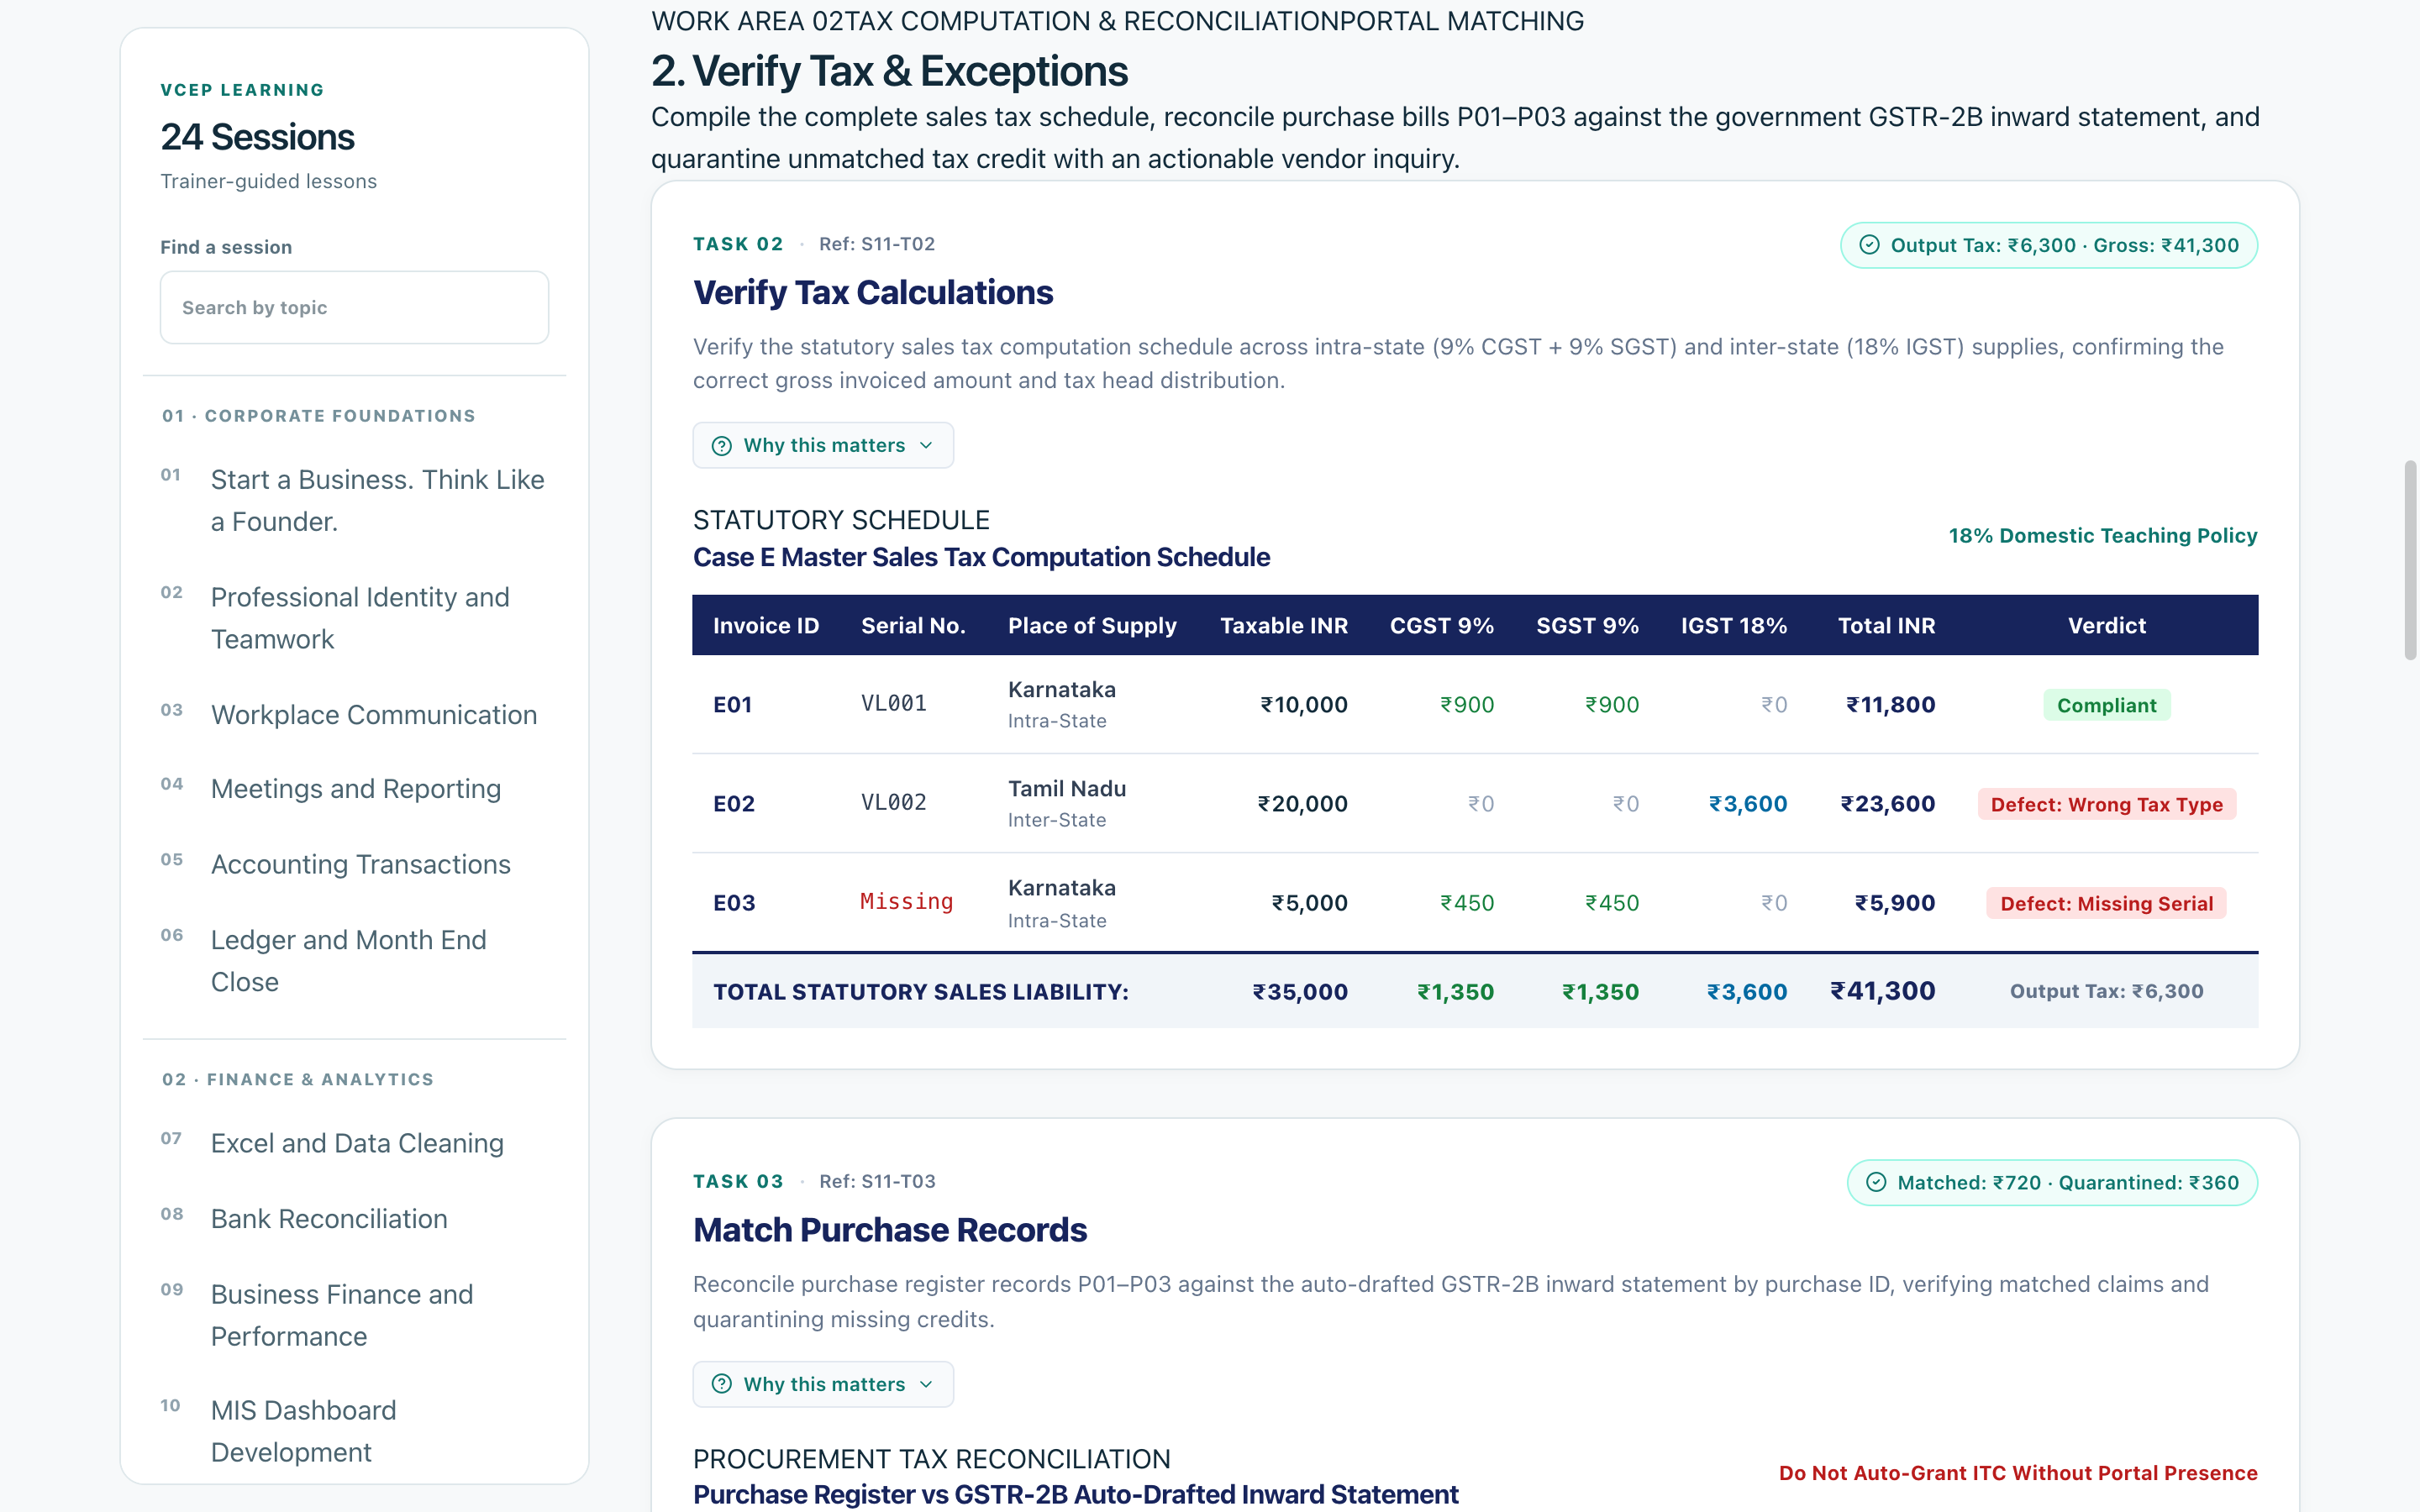 VCEP LEARNING
24 Sessions
Trainer-guided lessons
Find a session
Search by topic
01 · CORPORATE FOUNDATIONS
01 Start a Business. Think Like
a Founder.
02 Professional Identity and
Teamwork
03 Workplace Communication
04 Meetings and Reporting
05 Accounting Transactions
06 Ledger and Month End
Close
02 · FINANCE & ANALYTICS
07 Excel and Data Cleaning
08 Bank Reconciliation
09 Business Finance and
Performance
10 MIS Dashboard
Development
WORK AREA 02TAX COMPUTATION & RECONCILIATIONPORTAL MATCHING
2. Verify Tax & Exceptions
Compile the complete sales tax schedule, reconcile purchase bills P01–P03 against the government GSTR-2B inward statement, and
quarantine unmatched tax credit with an actionable vendor inquiry.
TASK 02 · Ref: S11-T02
Output Tax: ₹6,300 · Gross: ₹41,300
Verify Tax Calculations
Verify the statutory sales tax computation schedule across intra-state (9% CGST + 9% SGST) and inter-state (18% IGST) supplies, confirming the
correct gross invoiced amount and tax head distribution.
Why this matters
STATUTORY SCHEDULE
Case E Master Sales Tax Computation Schedule
18% Domestic Teaching Policy
Invoice ID Serial No. Place of Supply Taxable INR CGST 9% SGST 9% IGST 18% Total INR Verdict
E01 VL001 Karnataka Intra-State ₹10,000 ₹900 ₹900 ₹0 ₹11,800 Compliant
E02 VL002 Tamil Nadu Inter-State ₹20,000 ₹0 ₹0 ₹3,600 ₹23,600 Defect: Wrong Tax Type
E03 Missing Karnataka Intra-State ₹5,000 ₹450 ₹450 ₹0 ₹5,900 Defect: Missing Serial
TOTAL STATUTORY SALES LIABILITY: ₹35,000 ₹1,350 ₹1,350 ₹3,600 ₹41,300 Output Tax: ₹6,300
TASK 03 · Ref: S11-T03
Matched: ₹720 · Quarantined: ₹360
Match Purchase Records
Reconcile purchase register records P01–P03 against the auto-drafted GSTR-2B inward statement by purchase ID, verifying matched claims and
quarantining missing credits.
Why this matters
PROCUREMENT TAX RECONCILIATION
Purchase Register vs GSTR-2B Auto-Drafted Inward Statement
Do Not Auto-Grant ITC Without Portal Presence